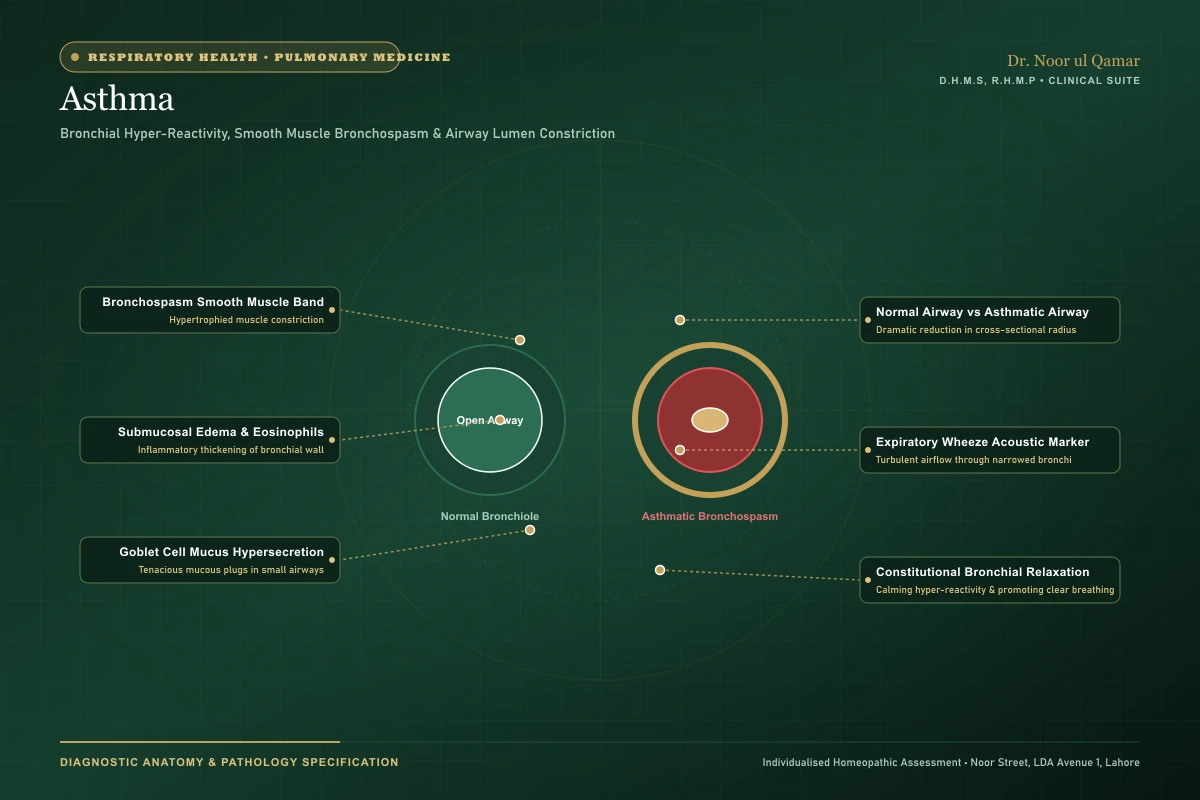 RESPIRATORY HEALTH • PULMONARY MEDICINE
Asthma
Bronchial Hyper-Reactivity, Smooth Muscle Bronchospasm & Airway Lumen Constriction
Dr. Noor ul Qamar
D.H.M.S, R.H.M.P • CLINICAL SUITE
Bronchospasm Smooth Muscle Band
Hypertrophied muscle constriction
Submucosal Edema & Eosinophils
Inflammatory thickening of bronchial wall
Goblet Cell Mucus Hypersecretion
Tenacious mucous plugs in small airways
Open Airway
Normal Bronchiole
Asthmatic Bronchospasm
Normal Airway vs Asthmatic Airway
Dramatic reduction in cross-sectional radius
Expiratory Wheeze Acoustic Marker
Turbulent airflow through narrowed bronchi
Constitutional Bronchial Relaxation
Calming hyper-reactivity & promoting clear breathing
DIAGNOSTIC ANATOMY & PATHOLOGY SPECIFICATION
Individualised Homeopathic Assessment • Noor Street, LDA Avenue 1, Lahore